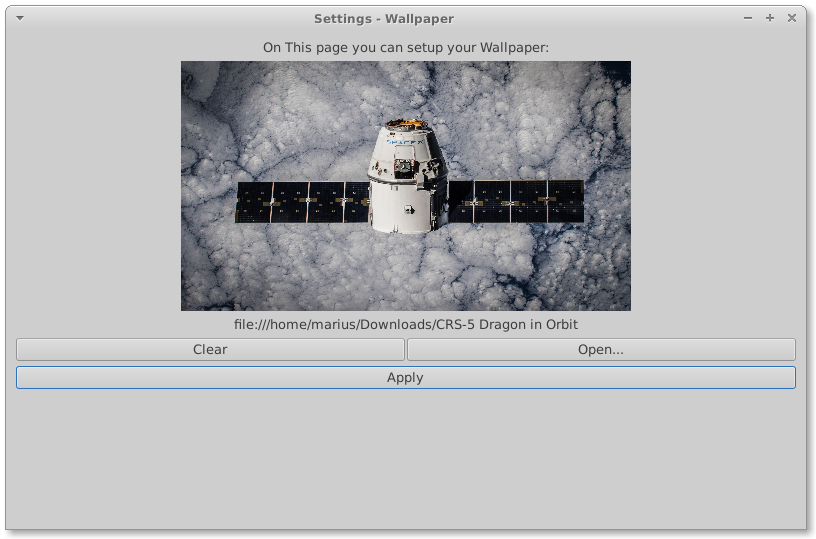 Settings - Wallpaper
On This page you can setup your Wallpaper:
SPACEX
file:///home/marius/Downloads/CRS-5 Dragon in Orbit
Clear
Open...
Apply